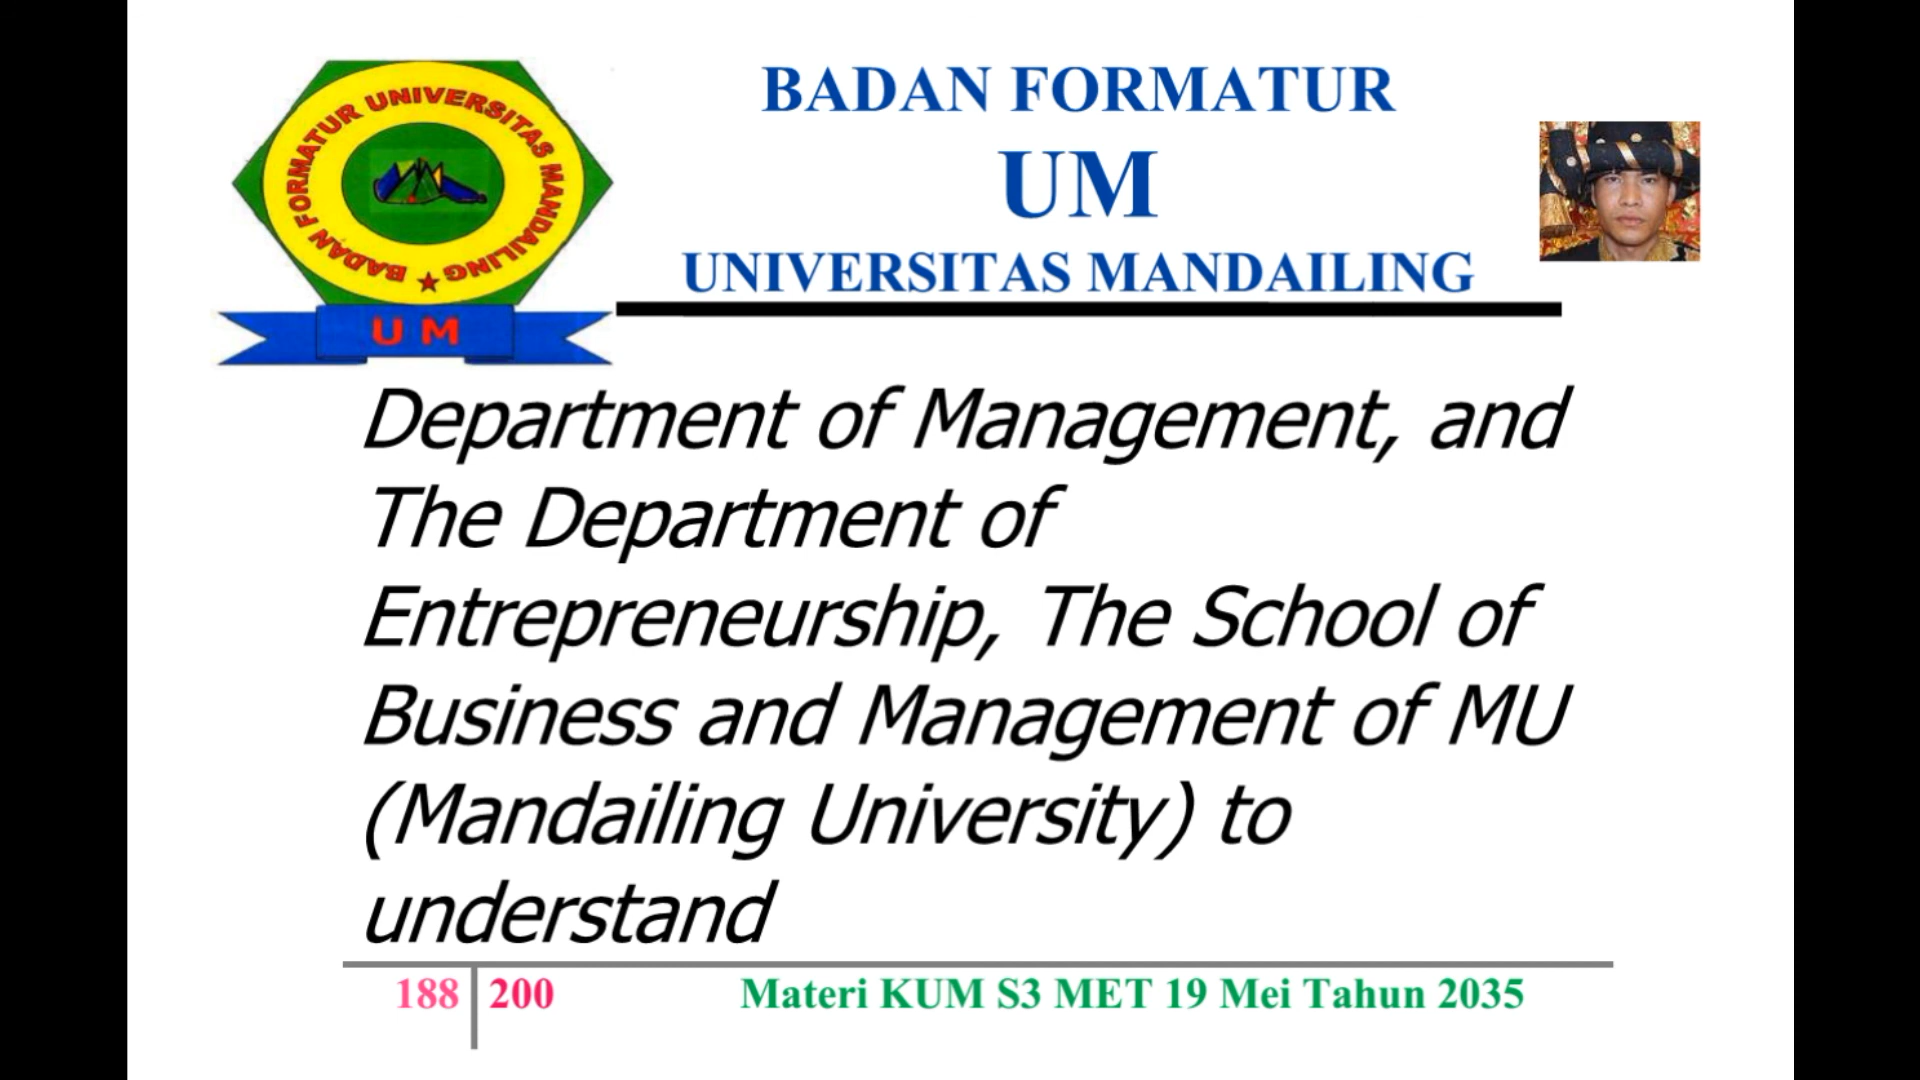 BADAN FORMATUR UNIVERSITAS MANDAILING
U M
BADAN FORMATUR
UM
UNIVERSITAS MANDAILING
Department of Management, and
The Department of
Entrepreneurship, The School of
Business and Management of MU
(Mandailing University) to
understand
188 200 Materi KUM S3 MET 19 Mei Tahun 2035